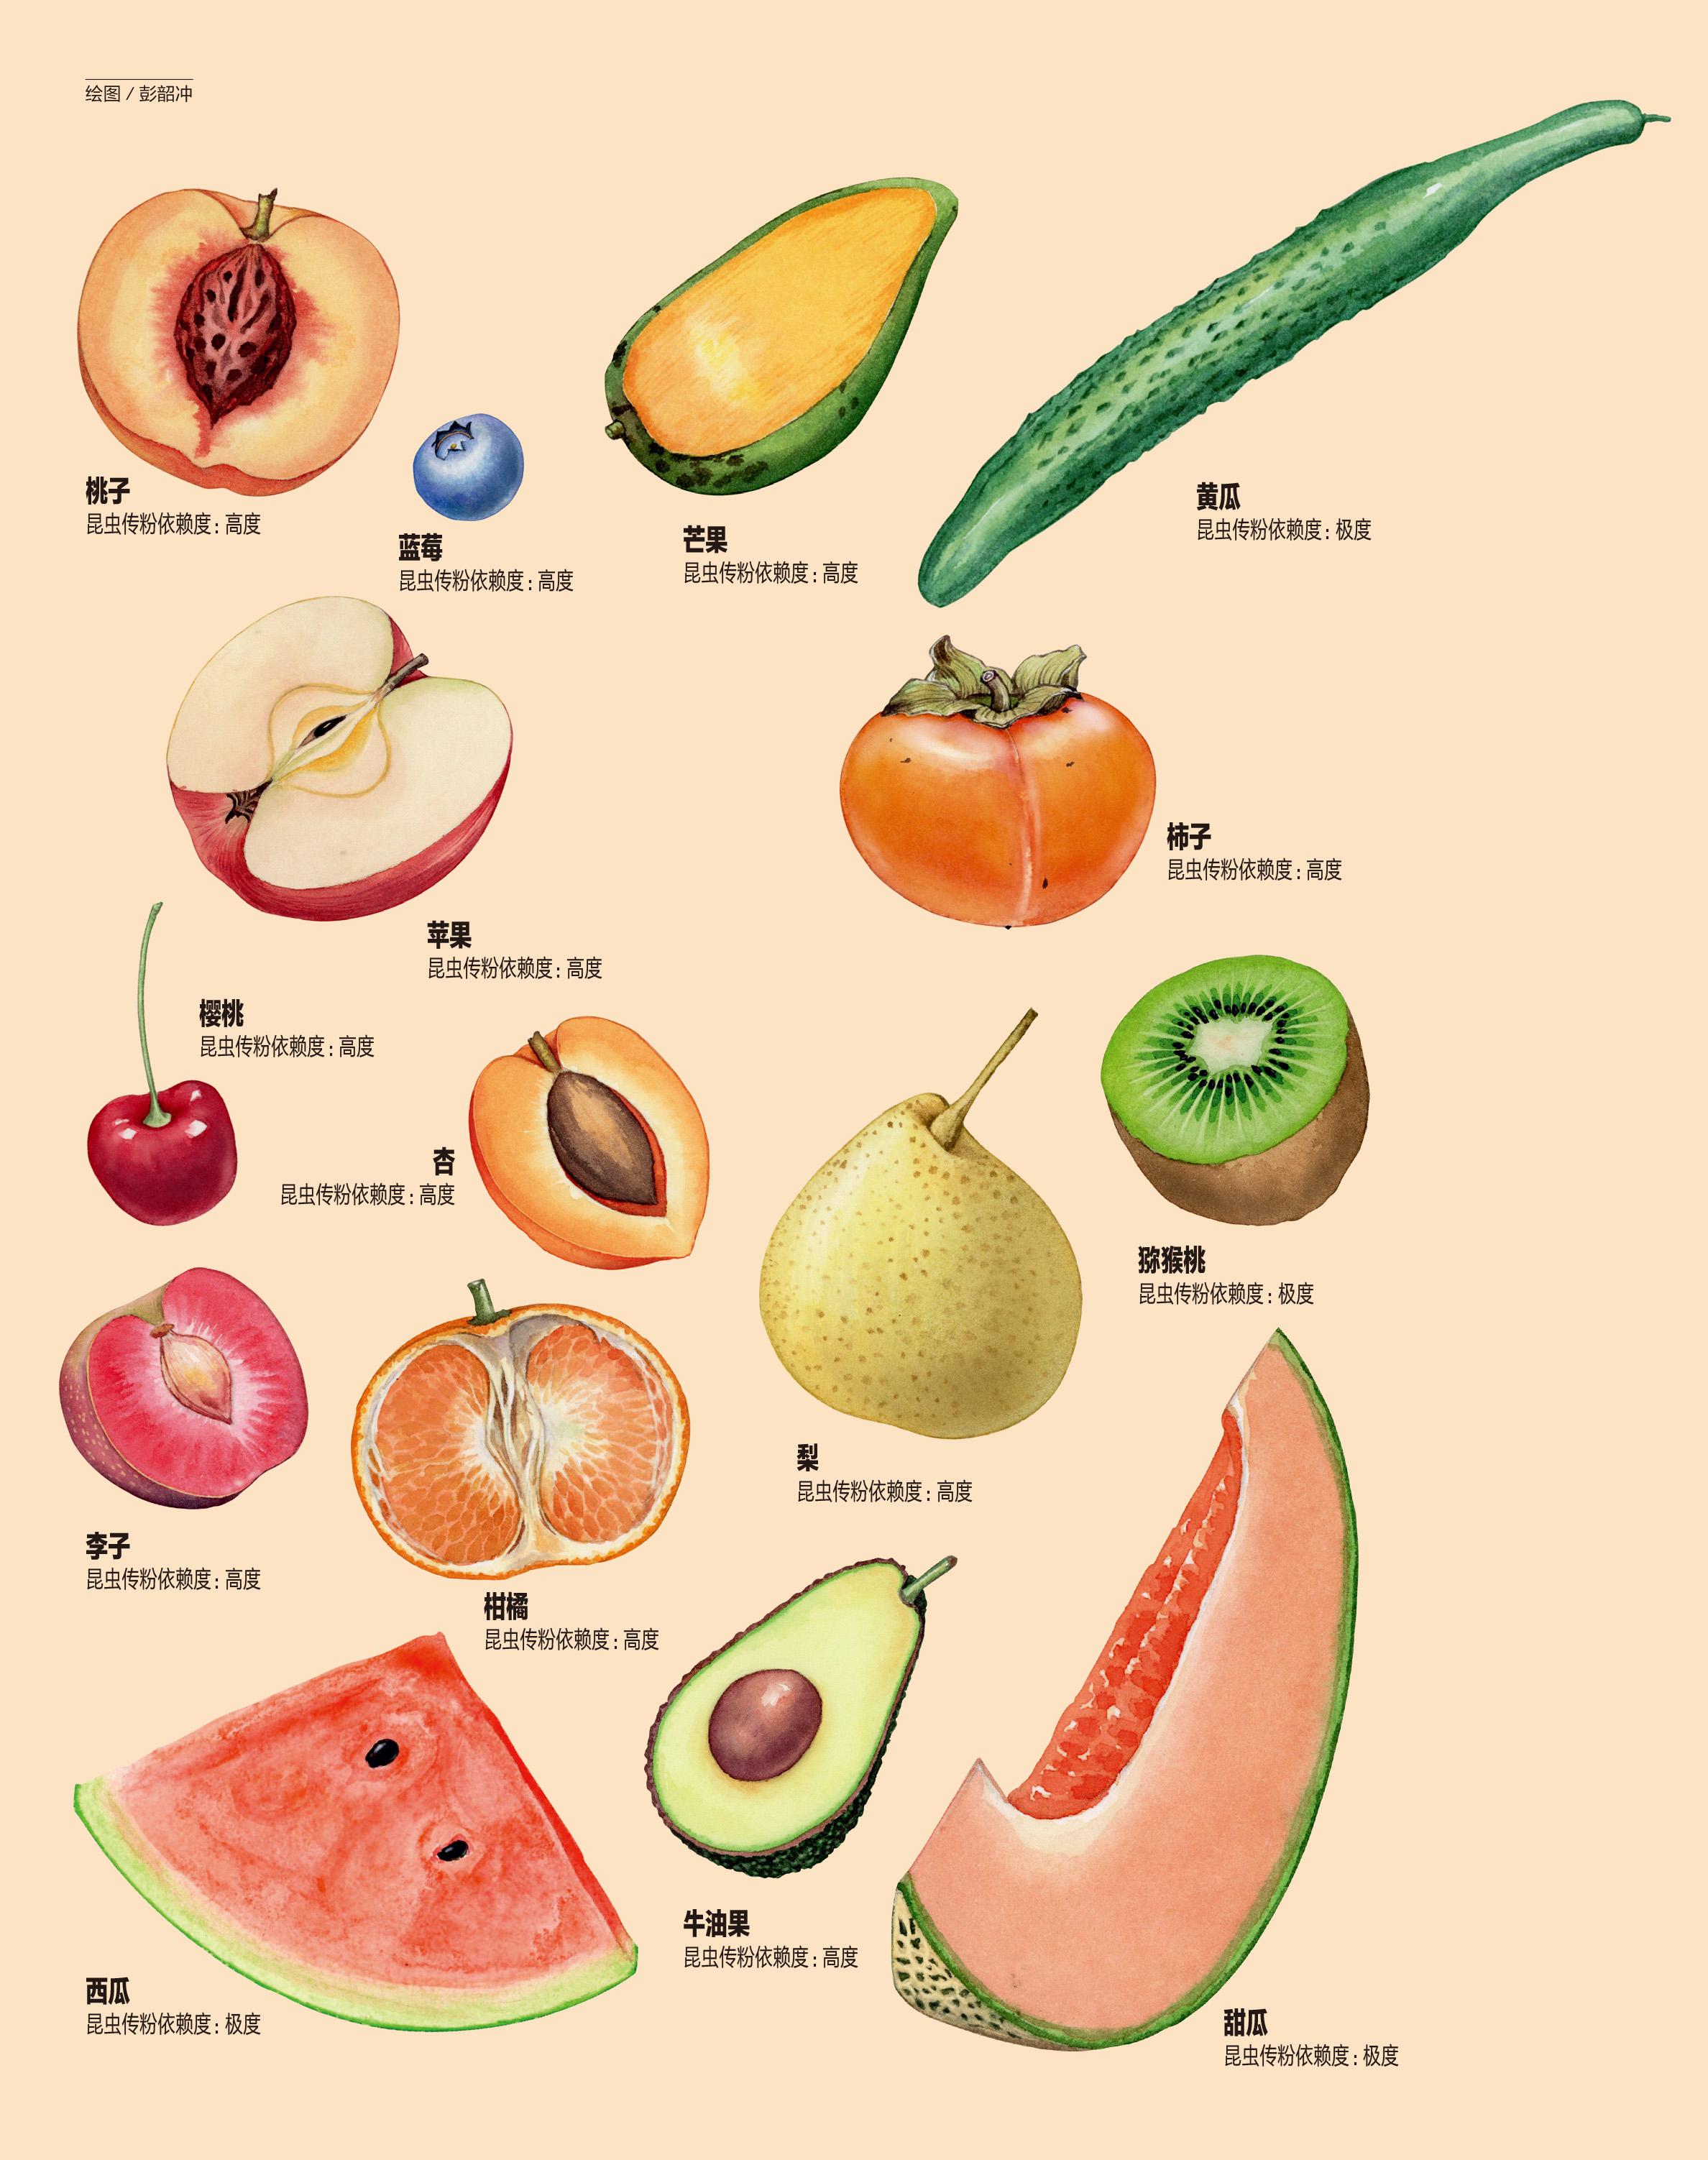 绘图 / 彭韶冲
桃子
昆虫传粉依赖度：高度
蓝莓
昆虫传粉依赖度：高度
芒果
昆虫传粉依赖度：高度
黄瓜
昆虫传粉依赖度：极度
苹果
昆虫传粉依赖度：高度
柿子
昆虫传粉依赖度：高度
樱桃
昆虫传粉依赖度：高度
杏
昆虫传粉依赖度：高度
猕猴桃
昆虫传粉依赖度：极度
梨
昆虫传粉依赖度：高度
李子
昆虫传粉依赖度：高度
柑橘
昆虫传粉依赖度：高度
牛油果
昆虫传粉依赖度：高度
西瓜
昆虫传粉依赖度：极度
甜瓜
昆虫传粉依赖度：极度